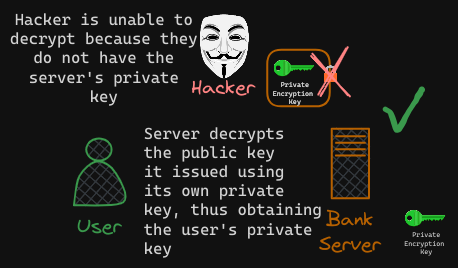 Hacker is unable to
decrypt because they
do not have the
server's private
key
Hacker
Private
Encryption
Key
Server decrypts
the public key
it issued using
its own private
key, thus obtaining
the user's private
key
User
Bank
Server
Private
Encryption
Key